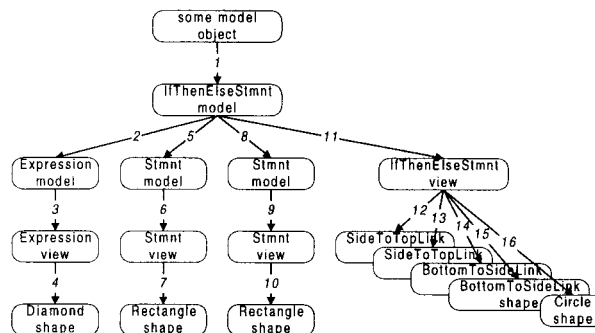 some model
object
1
IfThenElseStmnt
model
2
5
8
11
Expression
model
Stmnt
model
Stmnt
model
IfThenElseStmnt
view
3
6
9
12
13
14
15
16
Expression
view
Stmnt
view
Stmnt
view
SideToTopLink
SideToTopLink
BottomToSideLink
BottomToSideLink
shape
Circle
shape
4
7
10
Diamond
shape
Rectangle
shape
Rectangle
shape